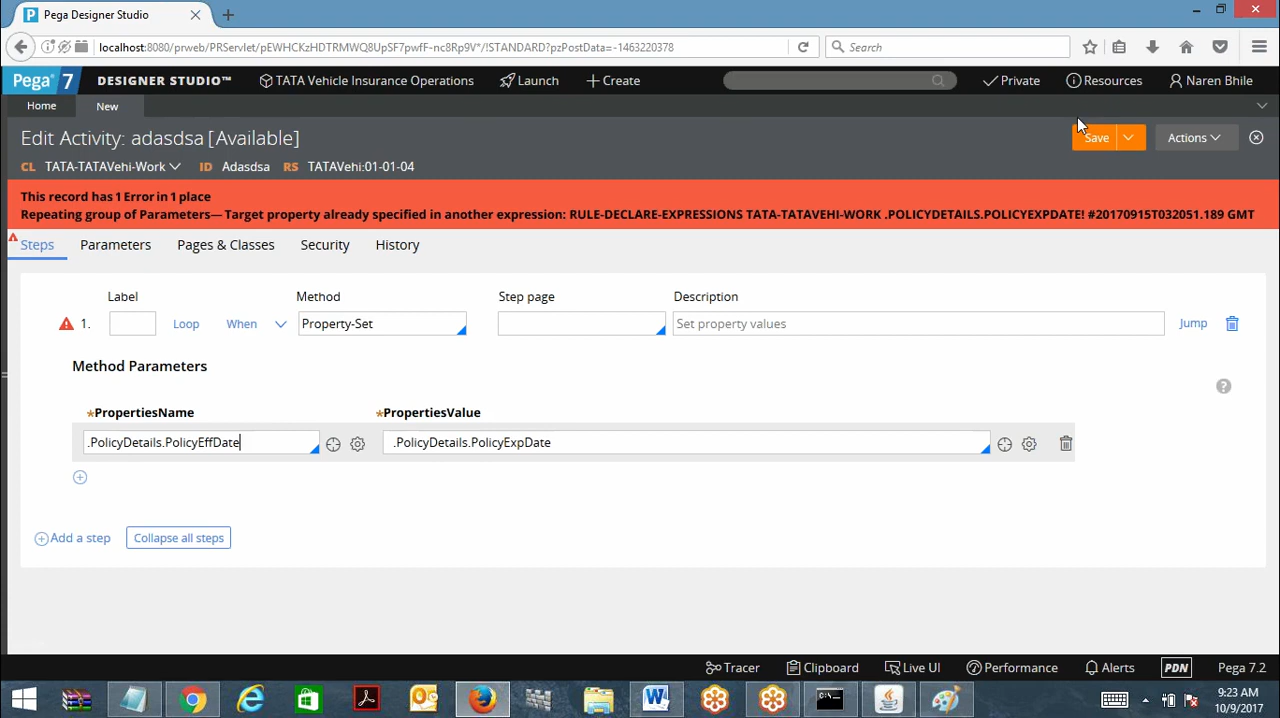 Pega Designer Studio
localhost:8080/prweb/PRServlet/pEWHCKzHDTRMWQ8UpSF7pwfF-nc8Rp9V*/!STANDARD?pzPostData=-1463220378
Search
Pega 7 DESIGNER STUDIO™ TATA Vehicle Insurance Operations Launch Create Private Resources Naren Bhile
Home New
Edit Activity: adasdsa [Available] Save Actions
CL TATA-TATAVehi-Work ID Adasdsa RS TATAVehi:01-01-04
This record has 1 Error in 1 place
Repeating group of Parameters— Target property already specified in another expression: RULE-DECLARE-EXPRESSIONS TATA-TATAVEHI-WORK .POLICYDETAILS.POLICYEXPDATE! #20170915T032051.189 GMT
Steps Parameters Pages & Classes Security History
Label Method Step page Description
1. Loop When Property-Set Set property values Jump
Method Parameters
?
*PropertiesName *PropertiesValue
.PolicyDetails.PolicyEffDate .PolicyDetails.PolicyExpDate
Add a step Collapse all steps
Tracer Clipboard Live UI Performance Alerts PDN Pega 7.2
9:23 AM
10/9/2017